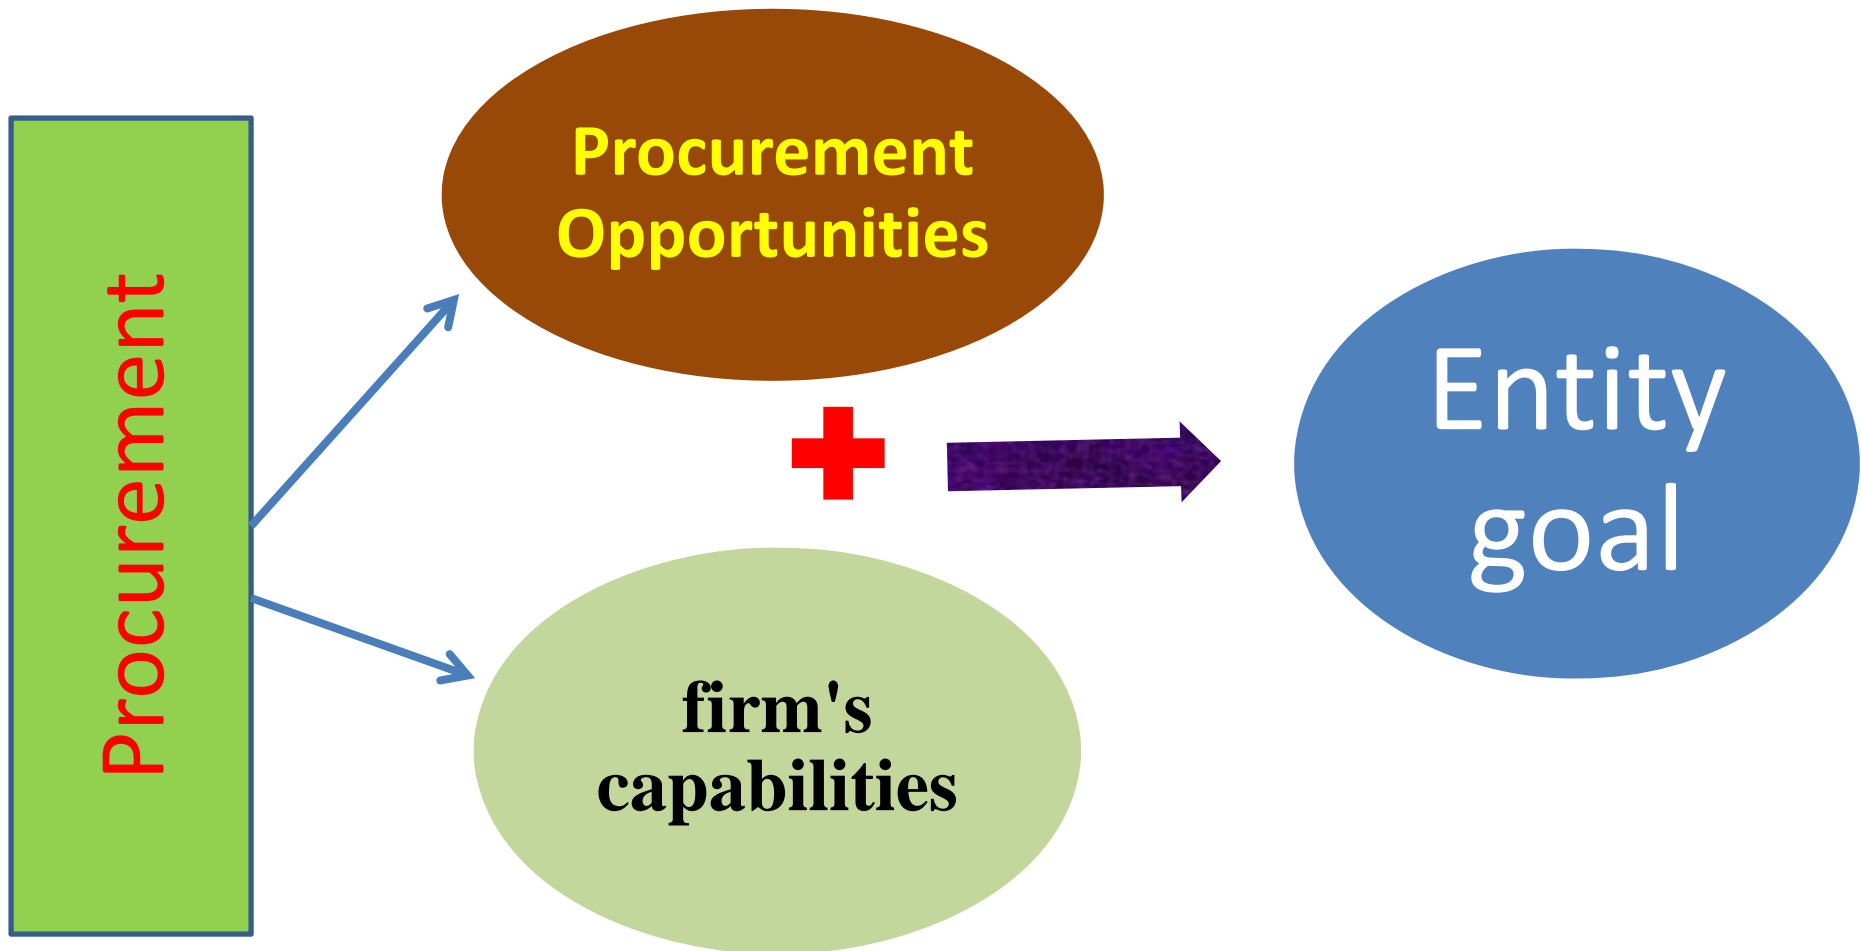 Procurement
Procurement
Opportunities
firm's
capabilities
Entity
goal